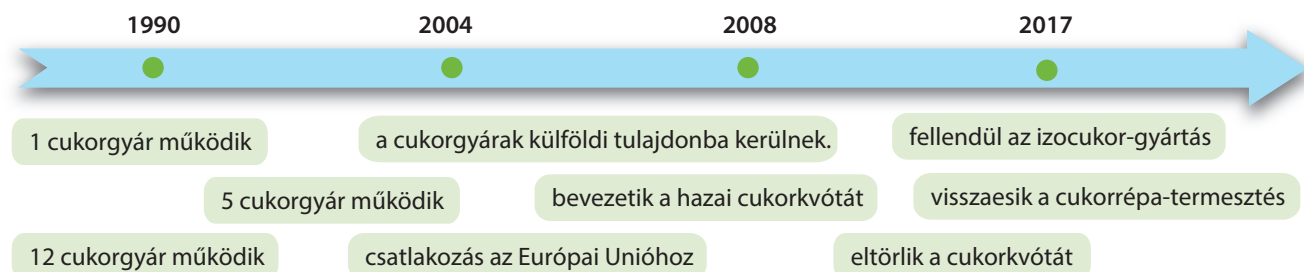 1990 2004 2008 2017
1 cukorgyár működik a cukorgyárak külföldi tulajdonba kerülnek. fellendül az izocukor-gyártás
5 cukorgyár működik bevezetik a hazai cukorkvótát visszaesik a cukorrépa-termesztés
12 cukorgyár működik csatlakozás az Európai Unióhoz eltörlik a cukorkvótát